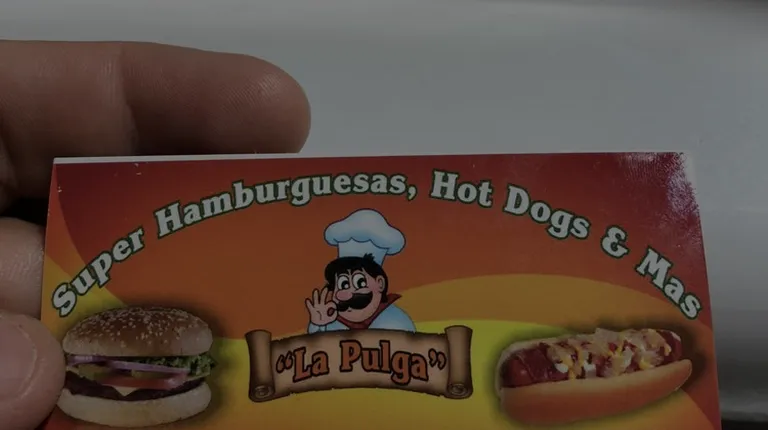 Super Hamburguesas, Hot Dogs & Mas
"La Pulga"